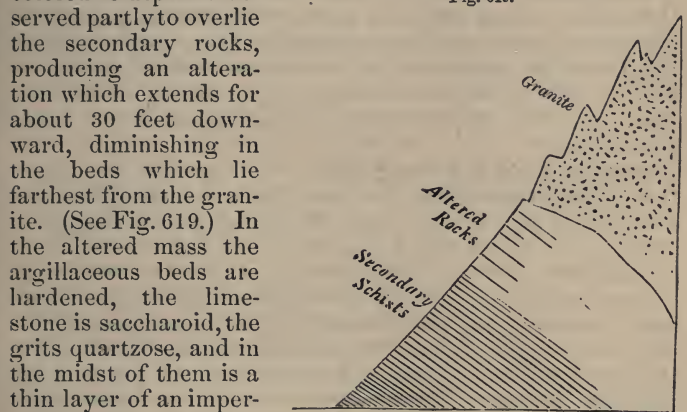 served partly to overlie
the secondary rocks,
producing an altera-
tion which extends for
about 30 feet down-
ward, diminishing in
the beds which lie
farthest from the gran-
ite. (See Fig. 619.) In
the altered mass the
argillaceous beds are
hardened, the lime-
stone is saccharoid, the
grits quartzose, and in
the midst of them is a
thin layer of an imper-
Granite
Altered
Rocks
Secondary
Schists